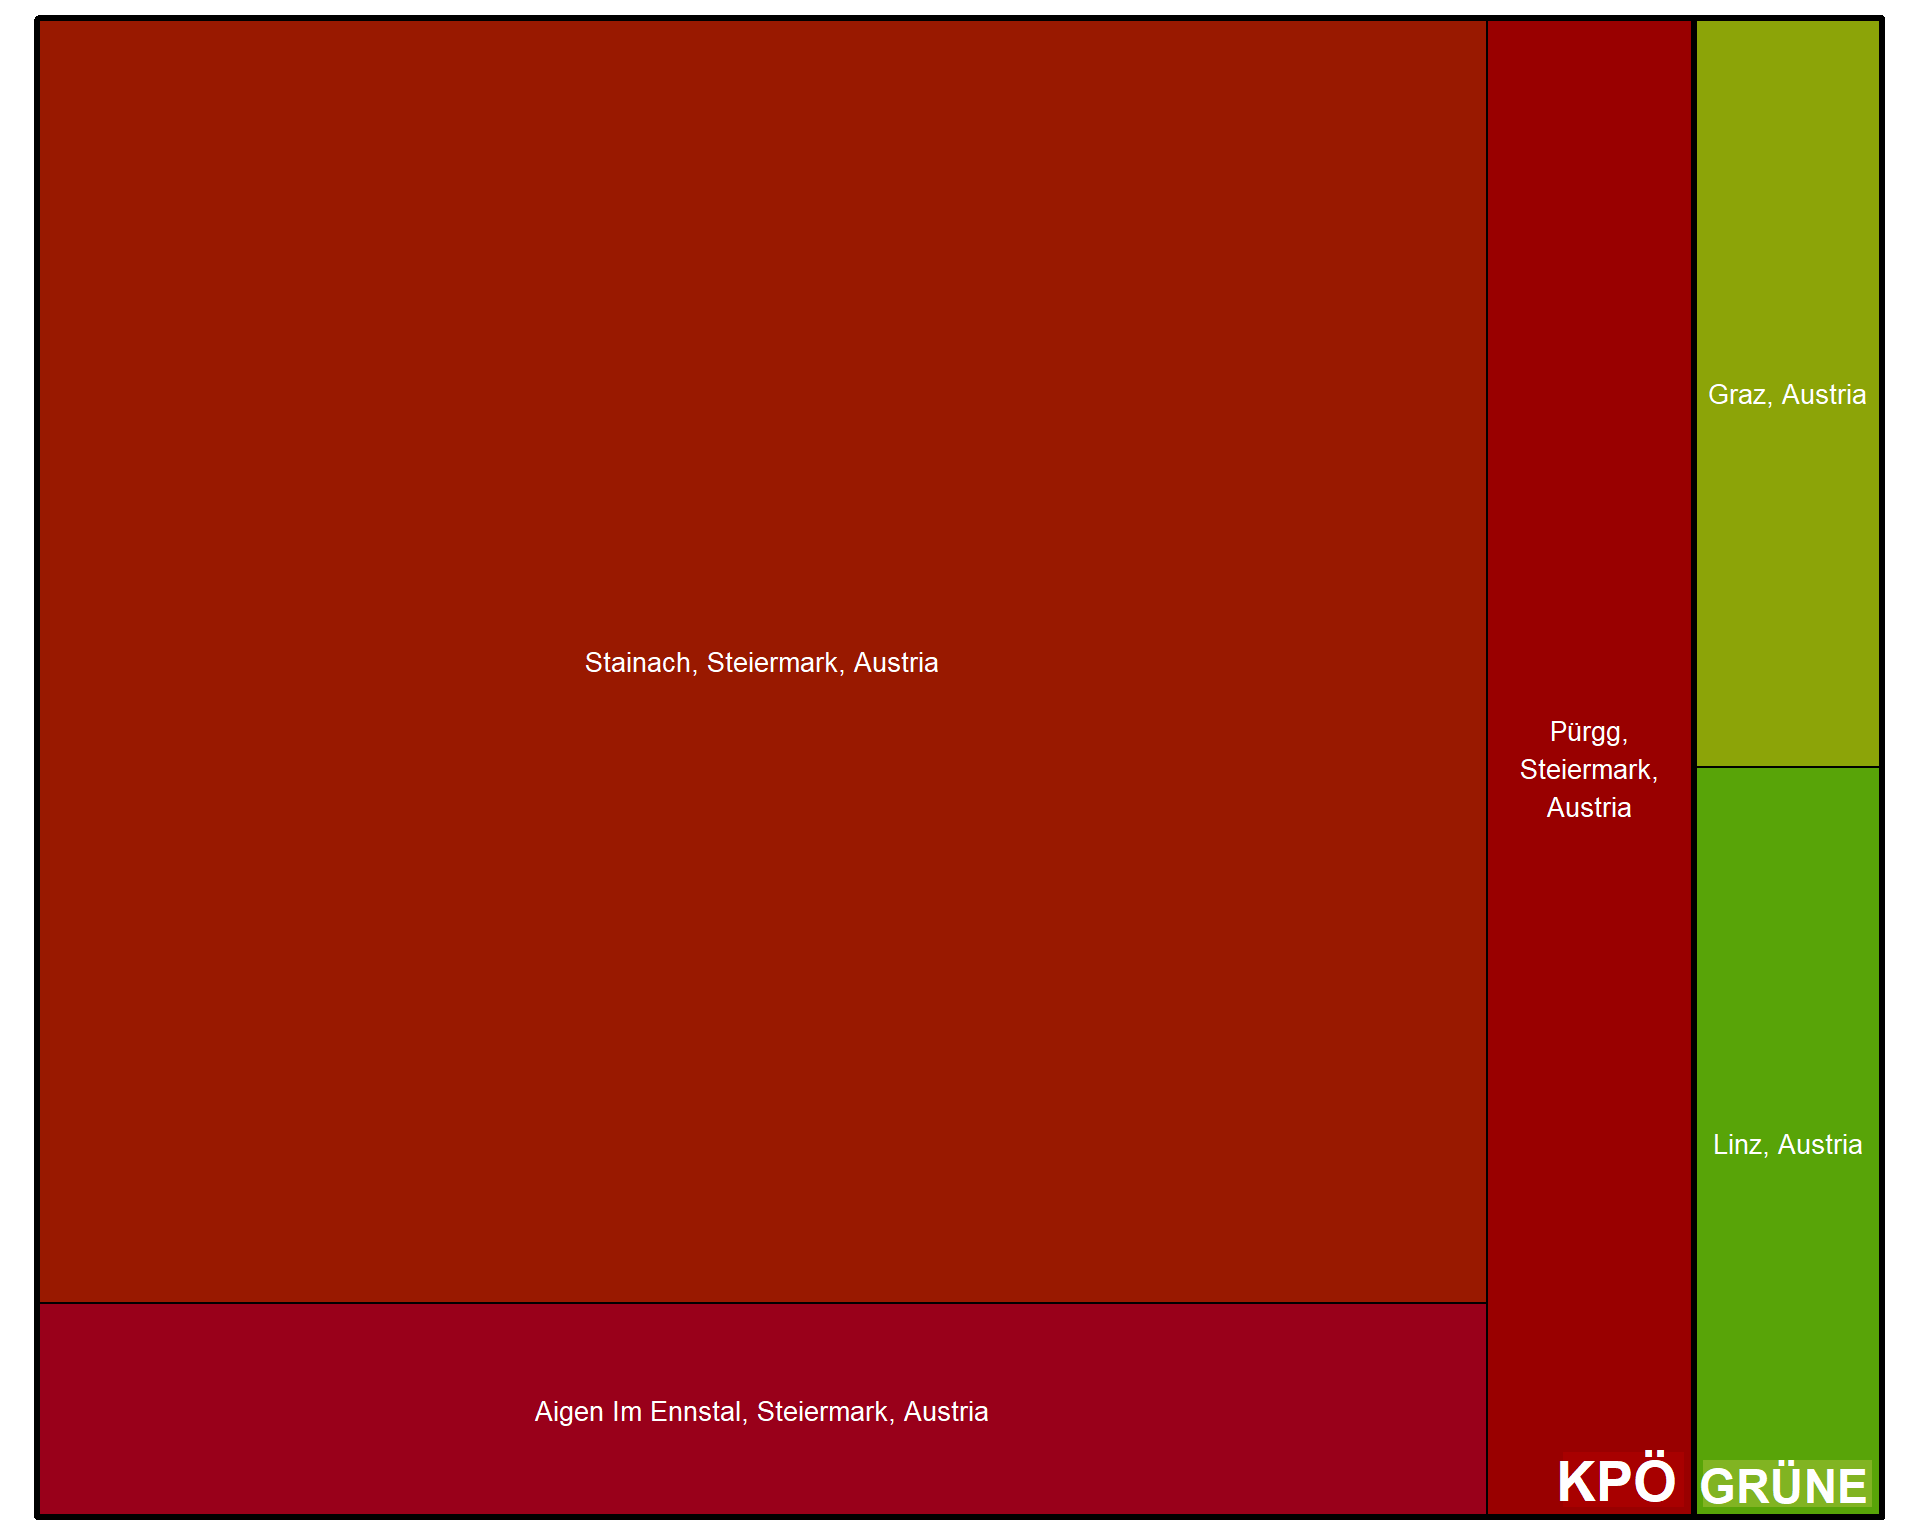 Stainach, Steiermark, Austria
Aigen Im Ennstal, Steiermark, Austria
Pürgg,
Steiermark,
Austria
KPÖ
Graz, Austria
Linz, Austria
GRÜNE